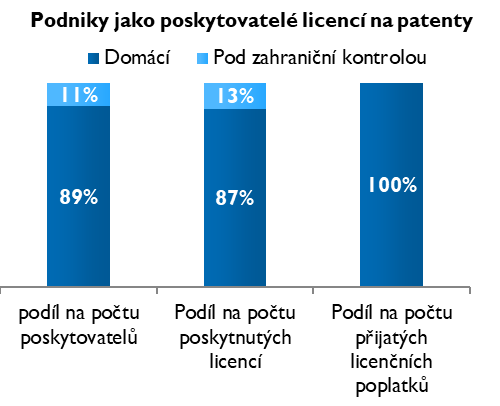 Podniky jako poskytovatelé licencí na patenty
Domácí Pod zahraniční kontrolou
11% 13%
89% 87% 100%
podíl na počtu poskytovatelů
Podíl na počtu poskytnutých licencí
Podíl na počtu přijatých licenčních poplatků